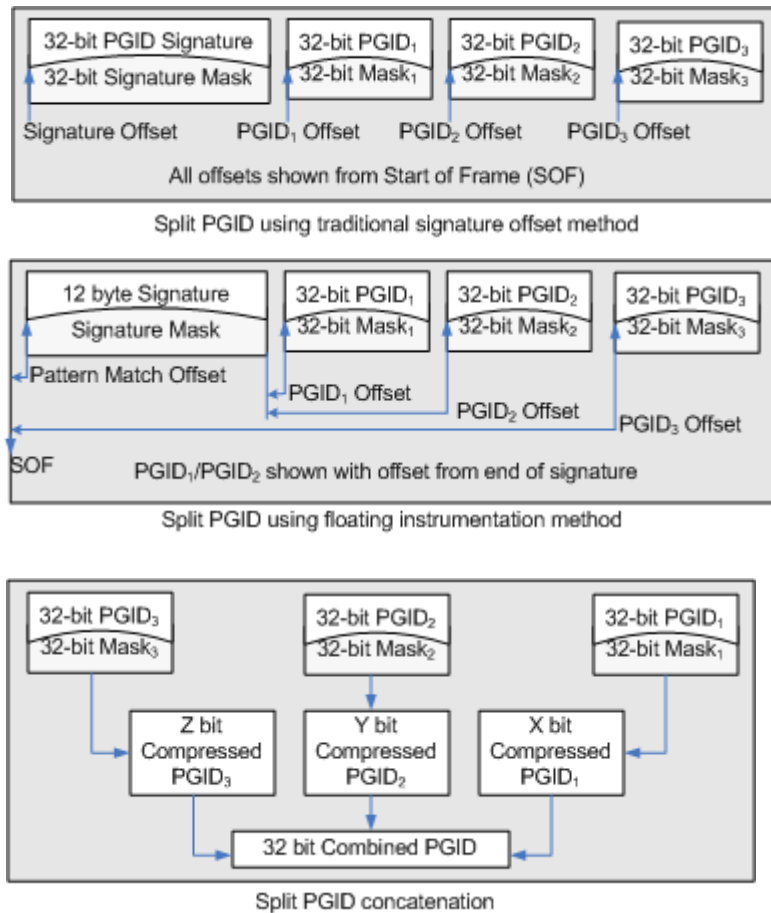 32-bit PGID Signature
32-bit Signature Mask
32-bit PGID₁
32-bit Mask₁
32-bit PGID₂
32-bit Mask₂
32-bit PGID₃
32-bit Mask₃
Signature Offset
PGID₁ Offset
PGID₂ Offset
PGID₃ Offset
All offsets shown from Start of Frame (SOF)
Split PGID using traditional signature offset method
12 byte Signature
Signature Mask
32-bit PGID₁
32-bit Mask₁
32-bit PGID₂
32-bit Mask₂
32-bit PGID₃
32-bit Mask₃
Pattern Match Offset
PGID₁ Offset
PGID₂ Offset
PGID₃ Offset
SOF
PGID₁/PGID₂ shown with offset from end of signature
Split PGID using floating instrumentation method
32-bit PGID₃
32-bit Mask₃
32-bit PGID₂
32-bit Mask₂
32-bit PGID₁
32-bit Mask₁
Z bit
Compressed
PGID₃
Y bit
Compressed
PGID₂
X bit
Compressed
PGID₁
32 bit Combined PGID
Split PGID concatenation